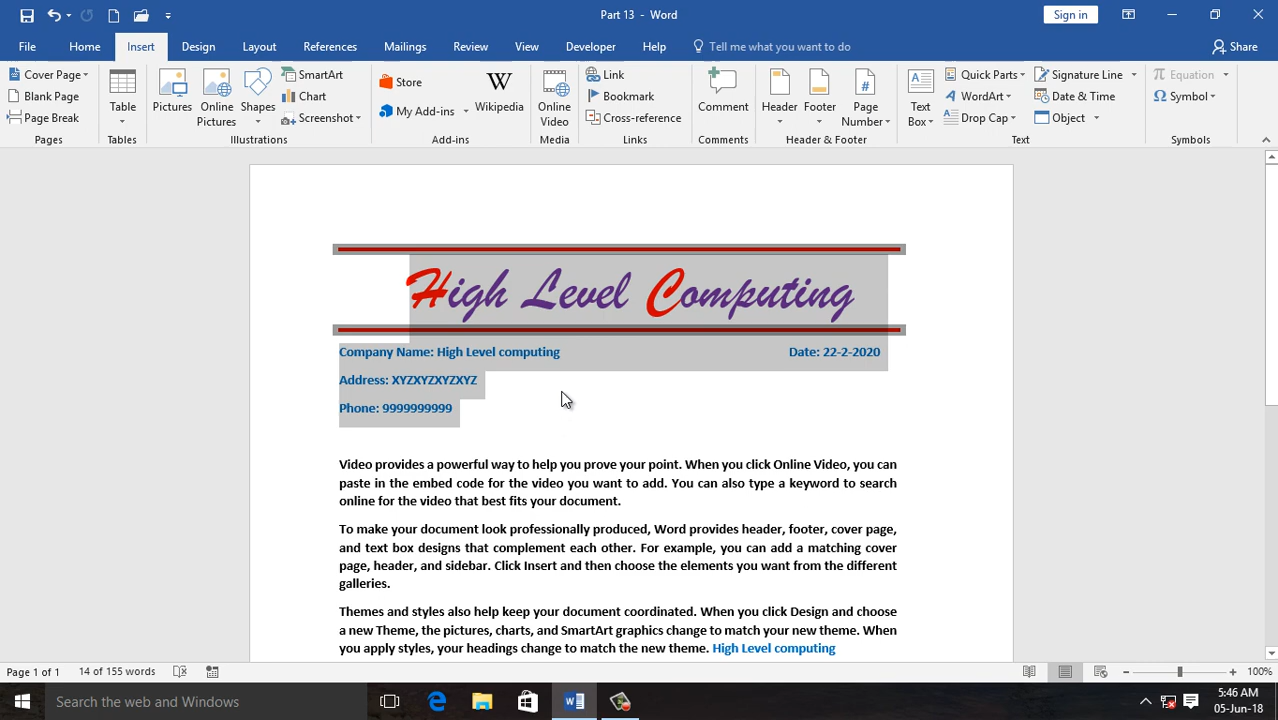 Part 13 - Word
Sign in
File Home Insert Design Layout References Mailings Review View Developer Help Tell me what you want to do Share
Cover Page
Blank Page
Page Break
Pages
Table
Tables
Pictures
Online Pictures
Shapes
SmartArt
Chart
Screenshot
Illustrations
Store
My Add-ins
Wikipedia
Add-ins
Online Video
Media
Link
Bookmark
Cross-reference
Links
Comment
Comments
Header
Footer
Page Number
Header & Footer
Text Box
Quick Parts
WordArt
Drop Cap
Signature Line
Date & Time
Object
Text
Equation
Symbol
Symbols
High Level Computing
Company Name: High Level computing Date: 22-2-2020
Address: XYZXYZXYZXYZ
Phone: 9999999999
Video provides a powerful way to help you prove your point. When you click Online Video, you can
paste in the embed code for the video you want to add. You can also type a keyword to search
online for the video that best fits your document.
To make your document look professionally produced, Word provides header, footer, cover page,
and text box designs that complement each other. For example, you can add a matching cover
page, header, and sidebar. Click Insert and then choose the elements you want from the different
galleries.
Themes and styles also help keep your document coordinated. When you click Design and choose
a new Theme, the pictures, charts, and SmartArt graphics change to match your new theme. When
you apply styles, your headings change to match the new theme. High Level computing
Page 1 of 1 14 of 155 words 100%
Search the web and Windows
5:46 AM
05-Jun-18